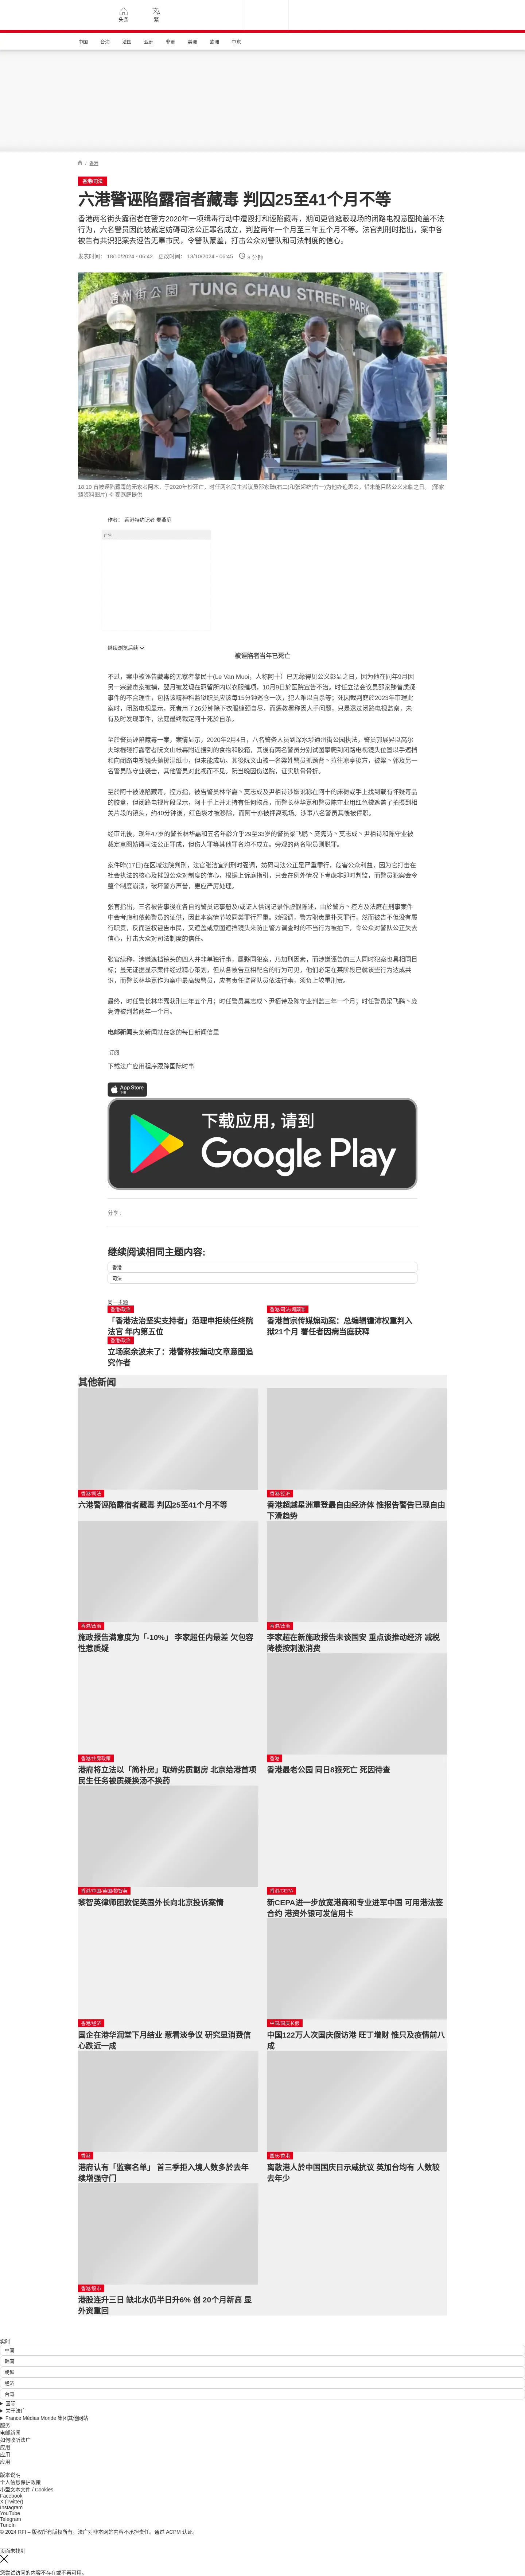 头条
繁
中国
台海
法国
亚洲
非洲
美洲
欧洲
中东
/ 香港
香港/司法
六港警诬陷露宿者藏毒 判囚25至41个月不等
香港两名街头露宿者在警方2020年一项缉毒行动中遭殴打和诬陷藏毒，期间更曾遮蔽现场的闭路电视意图掩盖不法行为，六名警员因此被裁定妨碍司法公正罪名成立，判监两年一个月至三年五个月不等。法官判刑时指出，案中各被告有共识犯案去诬告无辜市民，令警队蒙羞，打击公众对警队和司法制度的信心。
发表时间： 18/10/2024 - 06:42 更改时间： 18/10/2024 - 06:45 8 分钟
通州街公園 TUNG CHAU STREET PARK
18.10 曾被诬陷藏毒的无家者阿木，于2020年杪死亡，时任两名民主派议员邵家臻(右二)和张超雄(右一)为他办追思会，惜未能目睹公义来临之日。 (邵家臻资料图片) © 麦燕庭提供
作者： 香港特约记者 麦燕庭
广告
继续浏览后续
被诬陷者当年已死亡
不过，案中被诬告藏毒的无家者黎民十(Le Van Muoi，人称阿十）已无缘得见公义彰显之日，因为他在同年9月因另一宗藏毒案被捕，翌月被发现在羁留所内以衣服缠颈，10月9日於医院宣告不治。时任立法会议员邵家臻曾质疑事件的不合理性，包括该精神科监狱职员应该每15分钟巡仓一次，犯人难以自杀等；死因裁判庭於2023年审理此案时，闭路电视显示，死者用了26分钟除下衣服缠颈自尽，而惩教署称因人手问题，只是透过闭路电视监察，未有及时发现事件，法庭最终裁定阿十死於自杀。
至於警员诬陷藏毒一案，案情显示，2020年2月4日，八名警务人员到深水埗通州街公园执法，警员郭展昇以高尔夫球棍砸打露宿者阮文山帐幕附近撞到的食物和胶箱，其後有两名警员分别试图攀爬到闭路电视镜头位置以手遮挡和向闭路电视镜头抛掷湿纸巾，但未能成功。其後阮文山被一名梁姓警员抓颈背丶拉往凉亭後方，被梁丶郭及另一名警员陈守业袭击，其他警员对此视而不见。阮当晚因伤送院，证实肋骨骨折。
至於阿十被诬陷藏毒，控方指，被告警员林华嘉丶莫志成及尹栢诗涉嫌讹称在阿十的床褥或手上找到载有怀疑毒品的胶盒，但闭路电视片段显示，阿十手上并无持有任何物品，而警长林华嘉和警员陈守业用红色袋遮盖了拍摄到相关片段的镜头，约40分钟後，红色袋才被移除，而阿十亦被押离现场。涉事八名警员其後被停职。
经审讯後，现年47岁的警长林华嘉和五名年龄介乎29至33岁的警员梁飞鹏丶庞隽诗丶莫志成丶尹栢诗和陈守业被裁定意图妨碍司法公正罪成，但伤人罪等其他罪名均不成立。旁观的两名职员则脱罪。
案件昨(17日)在区域法院判刑，法官张洁宜判刑时强调，妨碍司法公正是严重罪行，危害公众利益，因为它打击在社会执法的核心及摧毁公众对制度的信心，根据上诉庭指引，只会在例外情况下考虑非即时判监，而警员犯案会令整个制度崩溃，破坏警方声誉，更应严厉处理。
张官指出，三名被告事後在各自的警员记事册及/或证人供词记录作虚假陈述，由於警方丶控方及法庭在刑事案件中会考虑和依赖警员的证供，因此本案情节较同类罪行严重。她强调，警方职责是扑灭罪行，然而被告不但没有履行职责，反而滥权诬告市民，又遮盖或意图遮挡镜头来防止警方调查时的不当行为被拍下，令公众对警队公正失去信心，打击大众对司法制度的信任。
张官续称，涉嫌遮挡镜头的四人并非单独行事，属夥同犯案，乃加刑因素，而涉嫌诬告的三人同时犯案也具相同目标；虽无证据显示案件经过精心策划，但从各被告互相配合的行为可见，他们必定在某阶段已就该些行为达成共识，而警长林华嘉作为案中最高级警员，应有责任监督队员依法行事，须负上较重刑责。
最终，时任警长林华嘉获刑三年五个月；时任警员莫志成丶尹栢诗及陈守业判监三年一个月；时任警员梁飞鹏丶庞隽诗被判监两年一个月。
电邮新闻头条新闻就在您的每日新闻信里
订阅
下载法广应用程序跟踪国际时事
App Store
下载
下载应用，请到
Google Play
分享 :
继续阅读相同主题内容:
香港
司法
同一主题
香港/政治
「香港法治坚实支持者」范理申拒续任终院法官 年内第五位
香港/司法/煽颠罪
香港首宗传媒煽动案：总编辑锺沛权重判入狱21个月 署任者因病当庭获释
香港/政治
立场案余波未了：港警称按煽动文章意图追究作者
其他新闻
香港/司法
六港警诬陷露宿者藏毒 判囚25至41个月不等
香港/经济
香港超越星洲重登最自由经济体 惟报告警告已现自由下滑趋势
香港/政治
施政报告满意度为「-10%」 李家超任内最差 欠包容性惹质疑
香港/政治
李家超在新施政报告未谈国安 重点谈推动经济 减税降楼按刺激消费
香港/住房政策
港府将立法以「简朴房」取缔劣质劏房 北京给港首项民生任务被质疑换汤不换药
香港
香港最老公园 同日8猴死亡 死因待查
香港/中国/英国/黎智英
黎智英律师团敦促英国外长向北京投诉案情
香港/CEPA
新CEPA进一步放宽港商和专业进军中国 可用港法签合约 港资外银可发信用卡
香港/经济
国企在港华润堂下月结业 惹看淡争议 研究显消费信心跌近一成
中国/国庆长假
中国122万人次国庆假访港 旺丁增财 惟只及疫情前八成
香港
港府认有「监察名单」 首三季拒入境人数多於去年 续增强守门
国庆/香港
离散港人於中国国庆日示威抗议 英加台均有 人数较去年少
香港/股市
港股连升三日 缺北水仍半日升6% 创 20个月新高 显外资重回
实时
中国
韩国
朝鲜
经济
台湾
国际
关于法广
France Médias Monde 集团其他网站
服务
电邮新闻
如何收听法广
应用
应用
应用
版本说明
个人信息保护政策
小型文本文件 / Cookies
Facebook
X (Twitter)
Instagram
YouTube
Telegram
TuneIn
© 2024 RFI – 版权所有版权所有。法广对非本网站内容不承担责任。通过 ACPM 认证。
页面未找到
您尝试访问的内容不存在或不再可用。